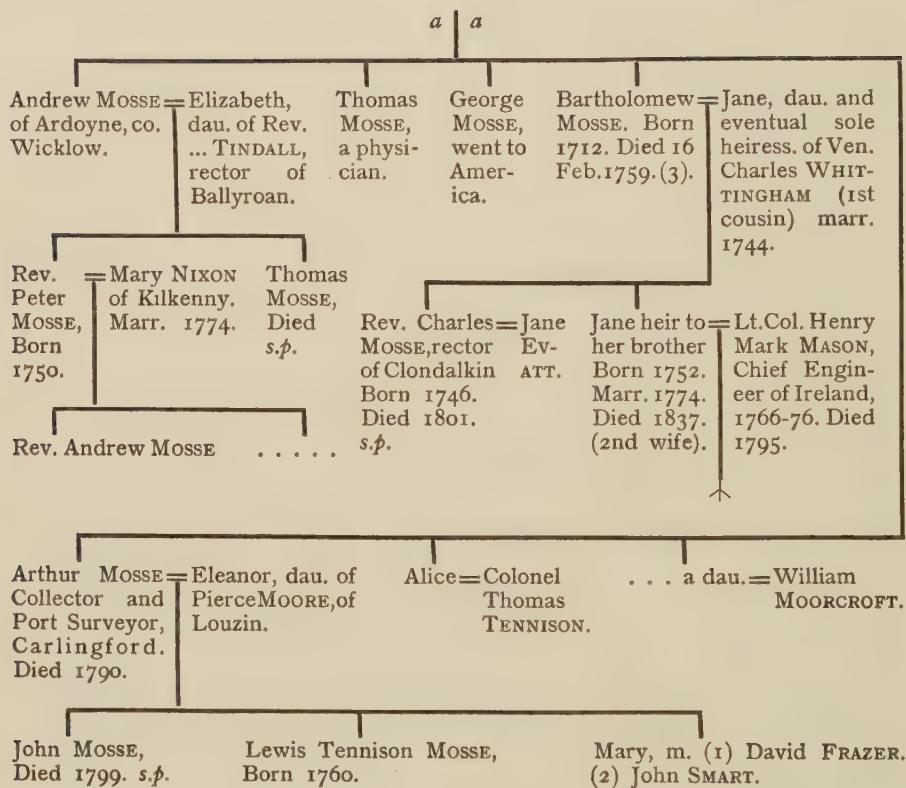 a a
Andrew MOSSE = Elizabeth,
of Ardoyne, co.
Wicklow.
dau. of Rev.
... TINDALL,
rector of
Ballyroan.
Thomas
MOSSE,
a physi-
cian.
George
MOSSE,
went to
Amer-
ica.
Bartholomew =
MOSSE. Born
1712. Died 16
Feb. 1759. (3).
Jane, dau. and
eventual sole
heiress. of Ven.
Charles WHIT-
TINGHAM (1st
cousin) marr.
1744.
Rev. =
Peter
MOSSE,
Born
1750.
Mary NIXON
of Kilkenny.
Marr. 1774.
Thomas
MOSSE,
Died
s.p.
Rev. Charles =
MOSSE, rector
of Clondalkin
Born 1746.
Died 1801.
s.p.
Jane
EV-
ATT.
Jane heir to =
her brother
Born 1752.
Marr. 1774.
Died 1837.
(2nd wife).
Lt. Col. Henry
Mark MASON,
Chief Engin-
eer of Ireland,
1766-76. Died
1795.
Rev. Andrew MOSSE . . . . .
Arthur MOSSE =
Collector and
Port Surveyor,
Carlingford.
Died 1790.
Eleanor, dau. of
Pierce MOORE, of
Louzin.
Alice = Colonel
Thomas
TENNISON.
. . . a dau. = William
MOORCROFT.
John MOSSE,
Died 1799. s.p.
Lewis Tennison MOSSE,
Born 1760.
Mary, m. (1) David FRAZER.
(2) John SMART.